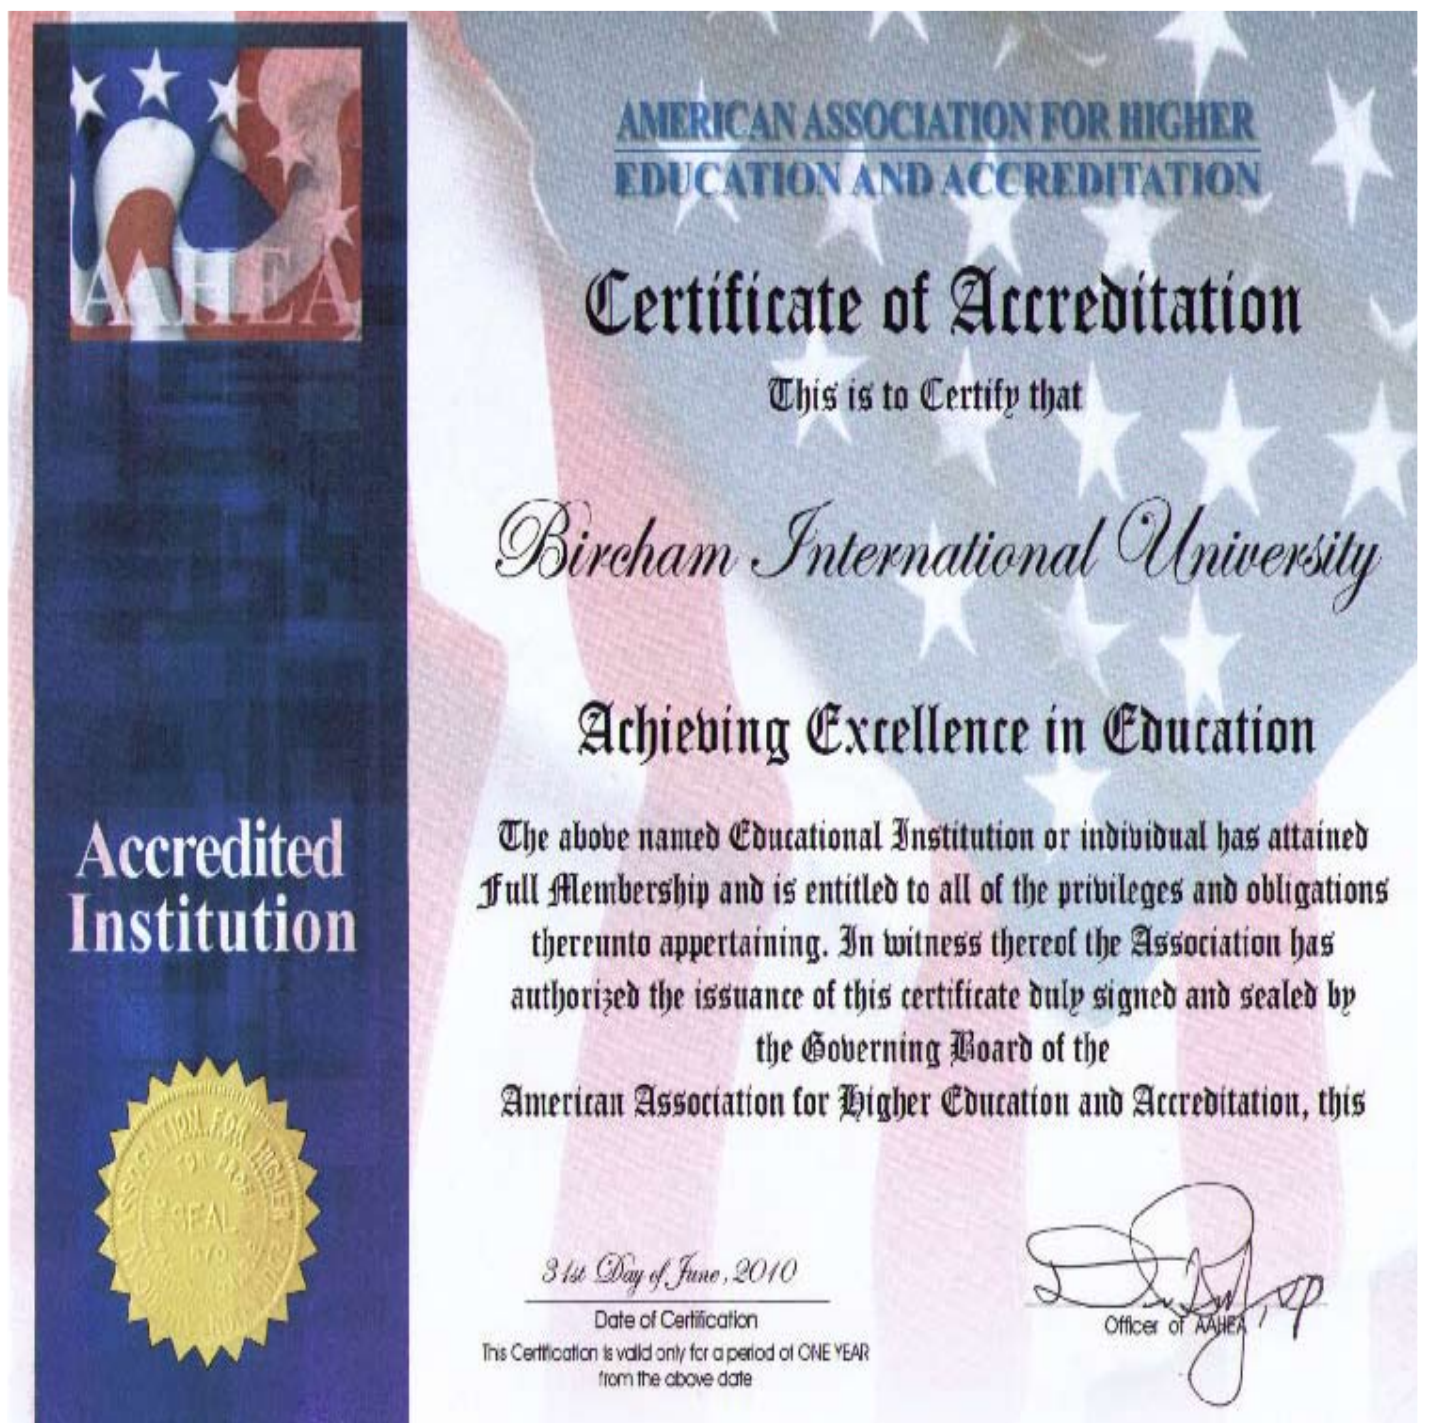 AAHEA
AMERICAN ASSOCIATION FOR HIGHER
EDUCATION AND ACCREDITATION
Certificate of Accreditation
This is to Certify that
Bircham International University
Achieving Excellence in Education
The above named Educational Institution or individual has attained
Full Membership and is entitled to all of the privileges and obligations
thereunto appertaining. In witness thereof the Association has
authorized the issuance of this certificate duly signed and sealed by
the Governing Board of the
American Association for Higher Education and Accreditation, this
Accredited
Institution
ASSOCIATION FOR HIGHER
SEAL
31st Day of June, 2010
Date of Certification
This Certification is valid only for a period of ONE YEAR
from the above date
Officer of AAHEA